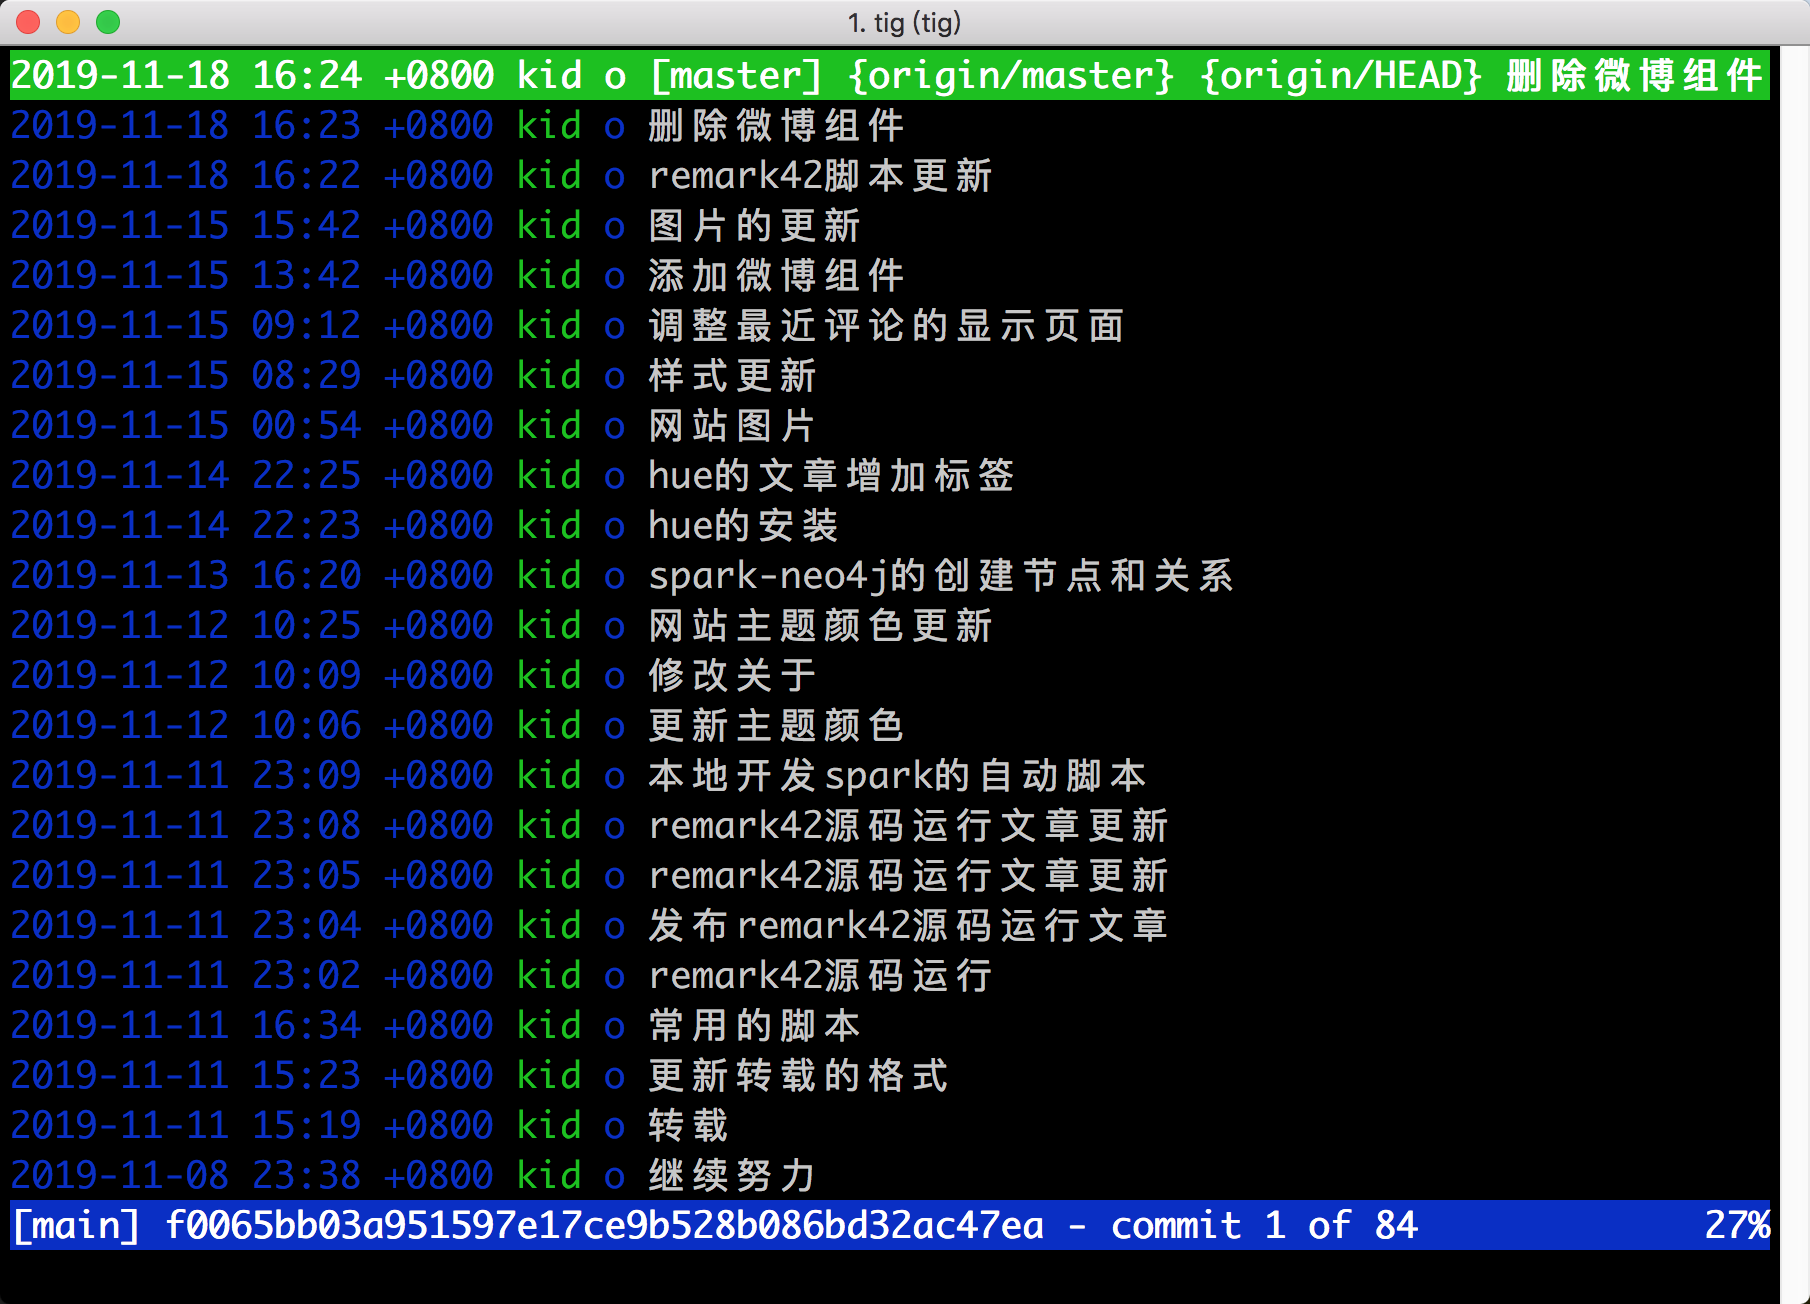 1. tig (tig)
2019-11-18 16:24 +0800 kid o [master] {origin/master} {origin/HEAD} 删除微博组件
2019-11-18 16:23 +0800 kid o 删除微博组件
2019-11-18 16:22 +0800 kid o remark42脚本更新
2019-11-15 15:42 +0800 kid o 图片的更新
2019-11-15 13:42 +0800 kid o 添加微博组件
2019-11-15 09:12 +0800 kid o 调整最近评论的显示页面
2019-11-15 08:29 +0800 kid o 样式更新
2019-11-15 00:54 +0800 kid o 网站图片
2019-11-14 22:25 +0800 kid o hue的文章增加标签
2019-11-14 22:23 +0800 kid o hue的安装
2019-11-13 16:20 +0800 kid o spark-neo4j的创建节点和关系
2019-11-12 10:25 +0800 kid o 网站主题颜色更新
2019-11-12 10:09 +0800 kid o 修改关于
2019-11-12 10:06 +0800 kid o 更新主题颜色
2019-11-11 23:09 +0800 kid o 本地开发spark的自动脚本
2019-11-11 23:08 +0800 kid o remark42源码运行文章更新
2019-11-11 23:05 +0800 kid o remark42源码运行文章更新
2019-11-11 23:04 +0800 kid o 发布remark42源码运行文章
2019-11-11 23:02 +0800 kid o remark42源码运行
2019-11-11 16:34 +0800 kid o 常用的脚本
2019-11-11 15:23 +0800 kid o 更新转载的格式
2019-11-11 15:19 +0800 kid o 转载
2019-11-08 23:38 +0800 kid o 继续努力
[main] f0065bb03a951597e17ce9b528b086bd32ac47ea - commit 1 of 84 27%